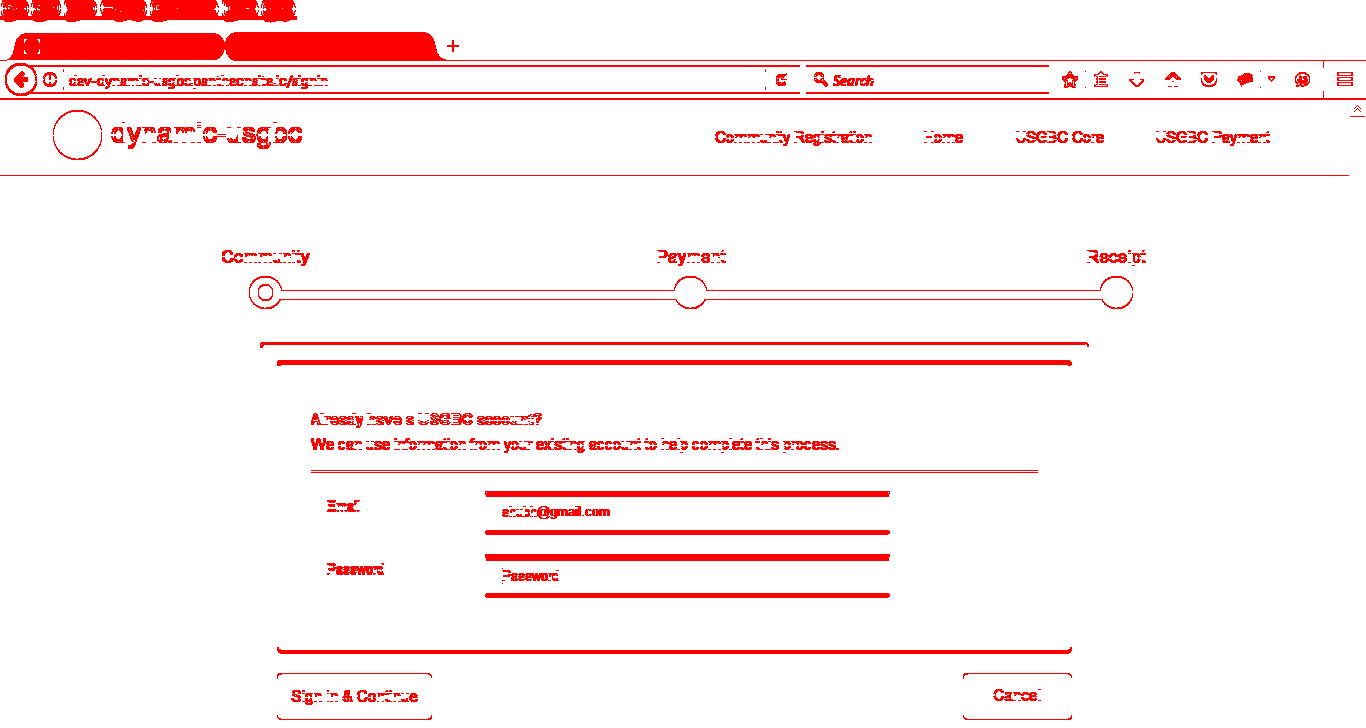 dev-dynamic-usgbc.pantheonsite.io/signin
Search
dynamic-usgbc
Community Registration Home USGBC Core USGBC Payment
Community Payment Receipt
Already have a USGBC account?
We can use information from your existing account to help complete this process.
Email
@gmail.com
Password
Password
Sign in & Continue Cancel